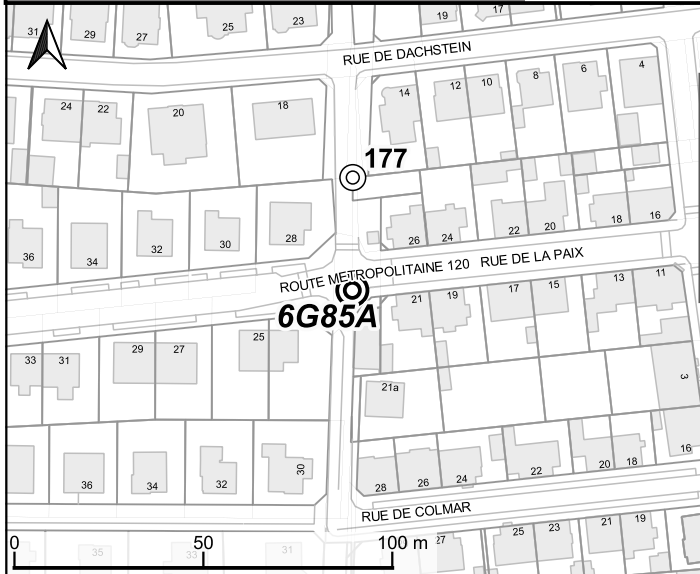 31 29 27 25 23 19 17
RUE DE DACHSTEIN
24 22 20 18 14 12 10 8 6 4
177
36 34 32 30 28 26 24 22 20 18 16
ROUTE METROPOLITAINE 120 RUE DE LA PAIX
6G85A
21 19 17 15 13 11
33 31 29 27 25
21a 3
36 34 32 30 28 26 24 22 20 18 16
RUE DE COLMAR
35 33 31 27 25 23 21 19
0 50 100 m